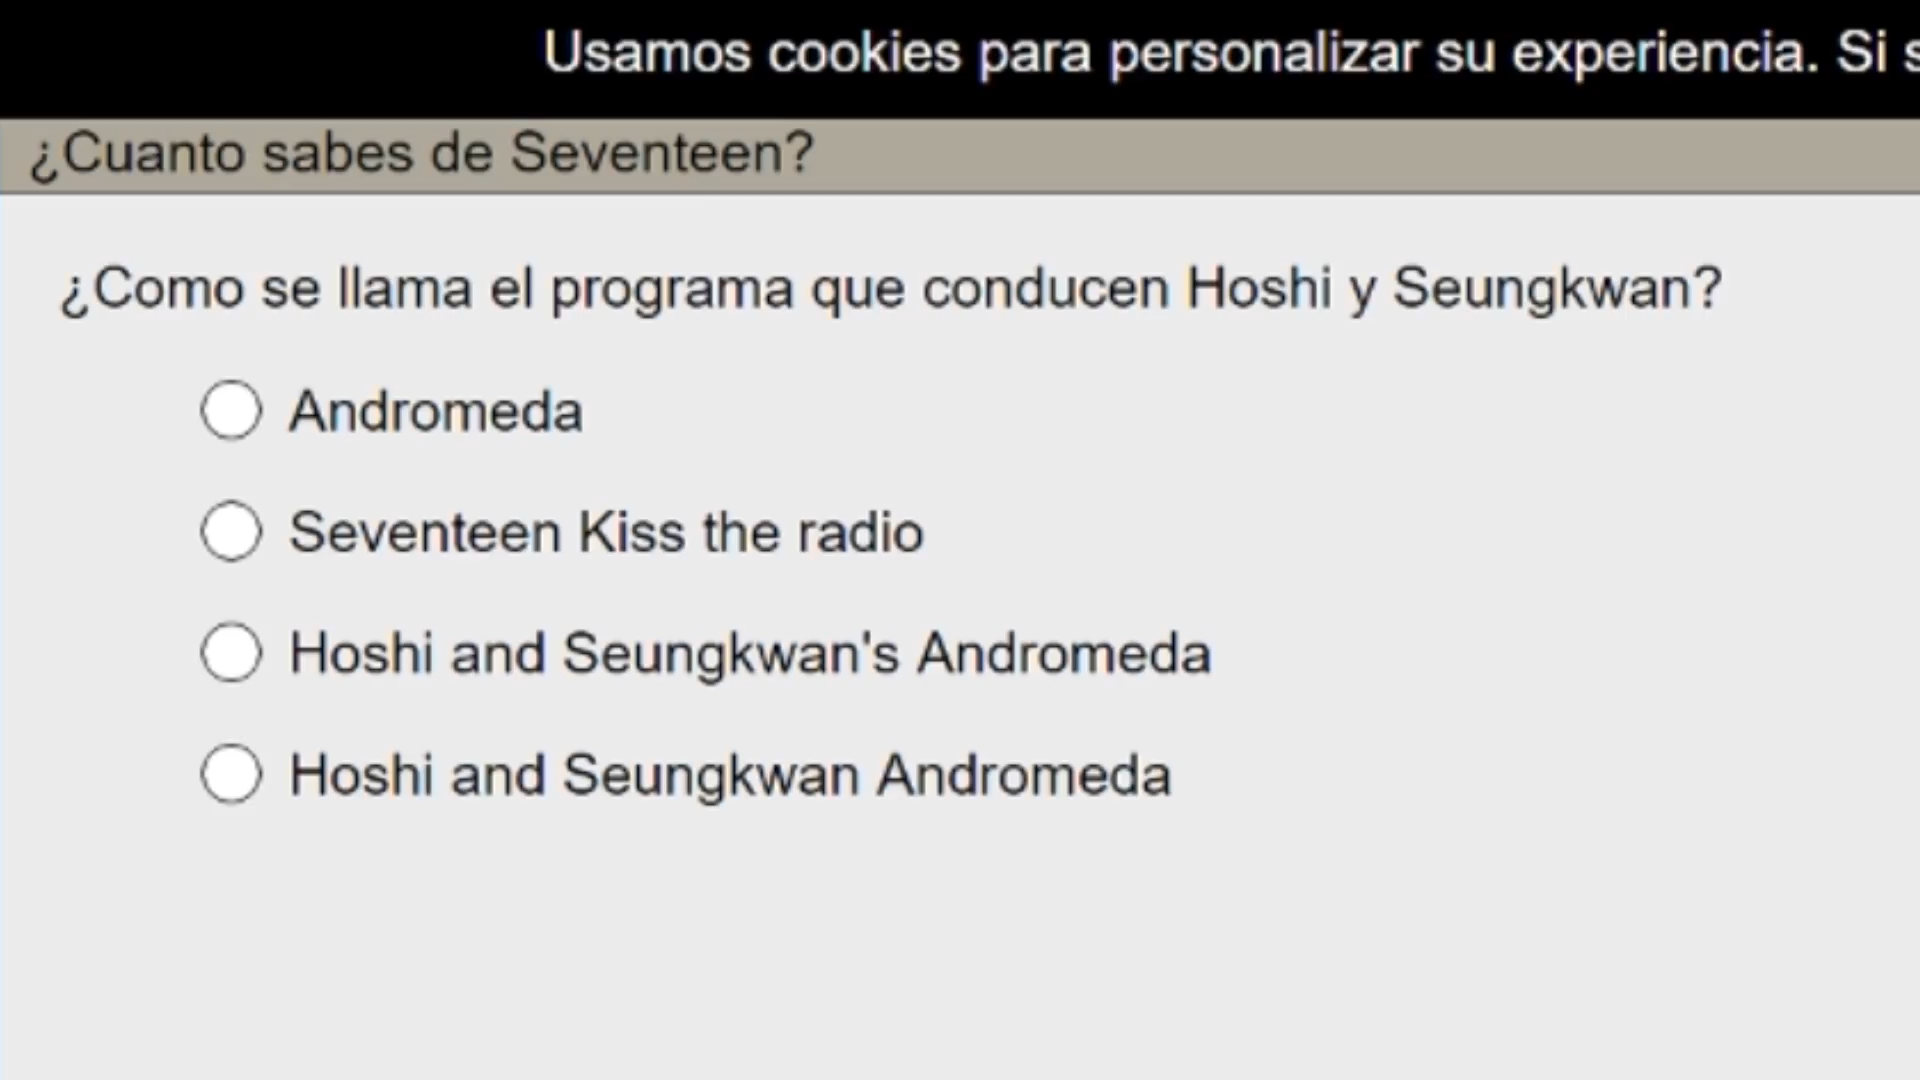 Usamos cookies para personalizar su experiencia. Si s
¿Cuanto sabes de Seventeen?
¿Como se llama el programa que conducen Hoshi y Seungkwan?
Andromeda
Seventeen Kiss the radio
Hoshi and Seungkwan's Andromeda
Hoshi and Seungkwan Andromeda